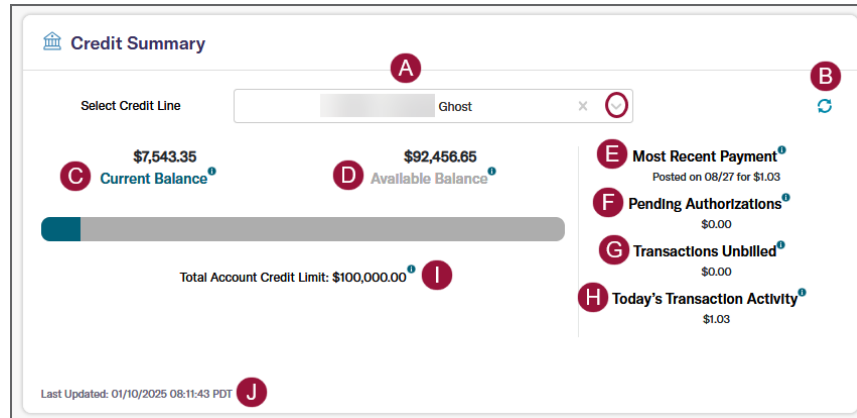 Credit Summary
A
B
Select Credit Line
Ghost
$7,543.35
$92,456.65
C Current Balance
D Available Balance
E Most Recent Payment
Posted on 08/27 for $1.03
F Pending Authorizations
$0.00
G Transactions Unbilled
$0.00
H Today's Transaction Activity
$1.03
Total Account Credit Limit: $100,000.00 I
Last Updated: 01/10/2025 08:11:43 PDT J